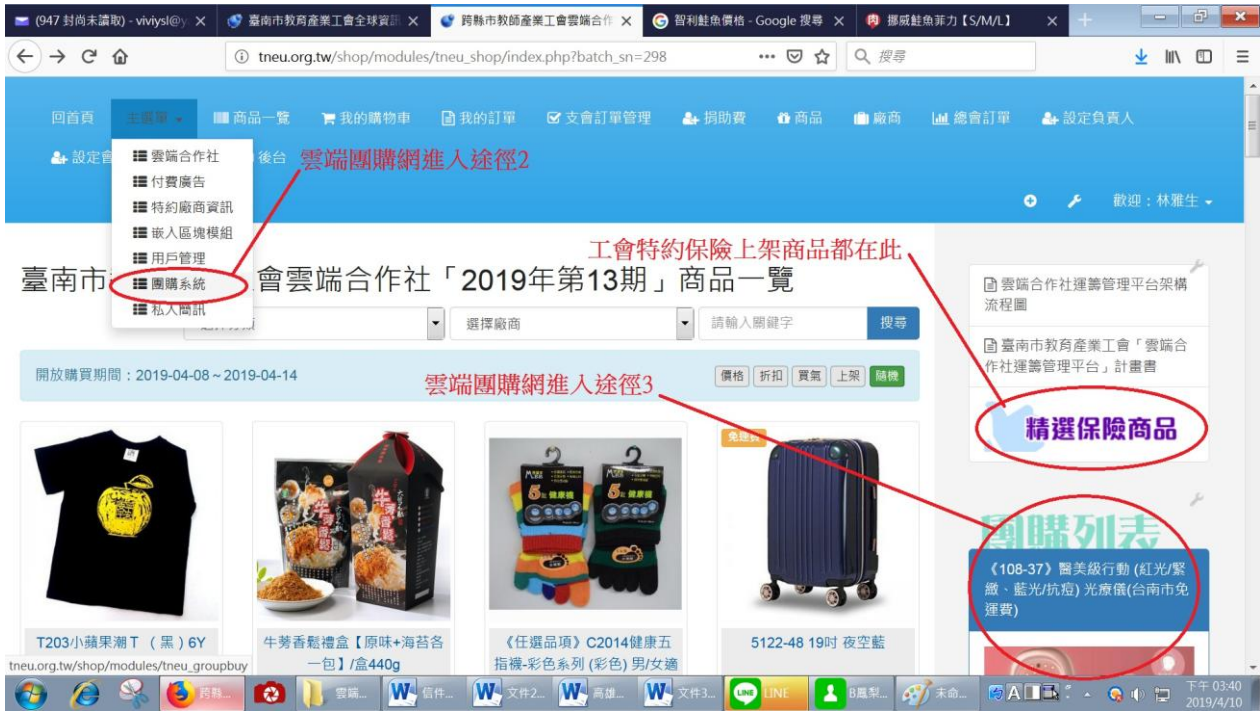 (947 封尚未讀取) - viviysl@y
臺南市教育產業工會全球資訊
跨縣市教師產業工會雲端合作
智利鮭魚價格 - Google 搜尋
挪威鮭魚菲力【S/M/L】
tneu.org.tw/shop/modules/tneu_shop/index.php?batch_sn=298
搜尋
回首頁
主選單
商品一覽
我的購物車
我的訂單
支會訂單管理
捐助費
商品
廠商
總會訂單
設定負責人
設定會
後台
雲端團購網進入途徑2
雲端合作社
付費廣告
特約廠商資訊
嵌入區塊模組
用戶管理
團購系統
私人簡訊
歡迎：林雅生
工會特約保險上架商品都在此
臺南市
會雲端合作社「2019年第13期」商品一覽
選擇廠商
請輸入關鍵字
搜尋
開放購買期間：2019-04-08～2019-04-14
價格
折扣
買氣
上架
隨機
雲端團購網進入途徑3
雲端合作社運籌管理平台架構
流程圖
臺南市教育產業工會「雲端合
作社運籌管理平台」計畫書
精選保險商品
團購列表
《108-37》醫美級行動 (紅光/緊
緻、藍光/抗痘) 光療儀(台南市免
運費)
免運費
牛蒡香鬆
5趾 健康襪
T203小蘋果潮T （黑）6Y
牛蒡香鬆禮盒【原味+海苔各
一包】/盒440g
《任選品項》C2014健康五
指襪-彩色系列 (彩色) 男/女適
5122-48 19吋 夜空藍
tneu.org.tw/shop/modules/tneu_groupbuy
跨縣...
雲端...
信件...
文件2...
高雄...
文件3...
LINE
B鳳梨...
未命...
下午 03:40
2019/4/10